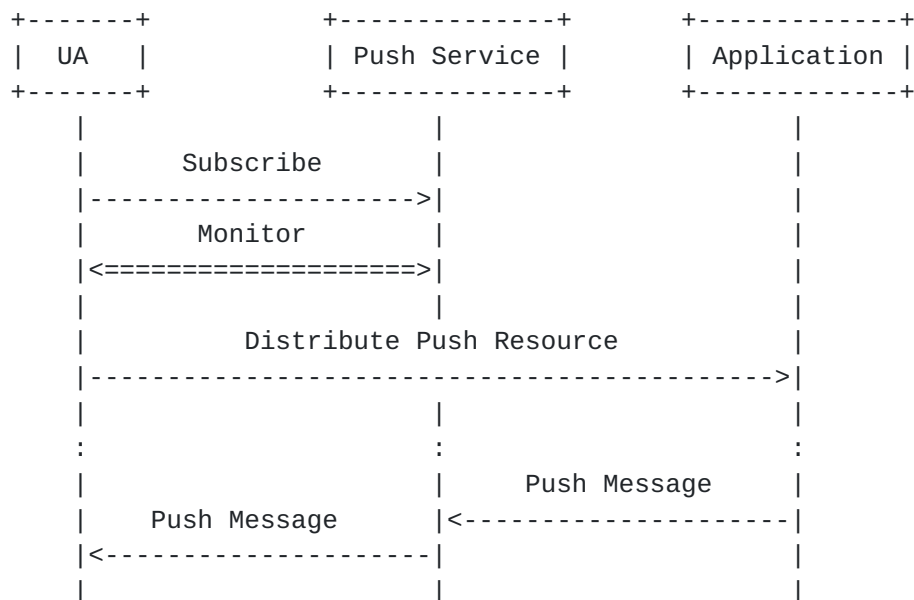 +-------+           +--------------+       +-------------+
|  UA   |           | Push Service |       | Application |
+-------+           +--------------+       +-------------+
    |                      |                      |
    |      Subscribe       |                      |
    |--------------------->|                      |
    |       Monitor        |                      |
    |<====================>|                      |
    |                      |                      |
    |          Distribute Push Resource           |
    |-------------------------------------------->|
    |                      |                      |
    :                      :                      :
    |                      |     Push Message     |
    |    Push Message      |<---------------------|
    |<---------------------|                      |
    |                      |                      |